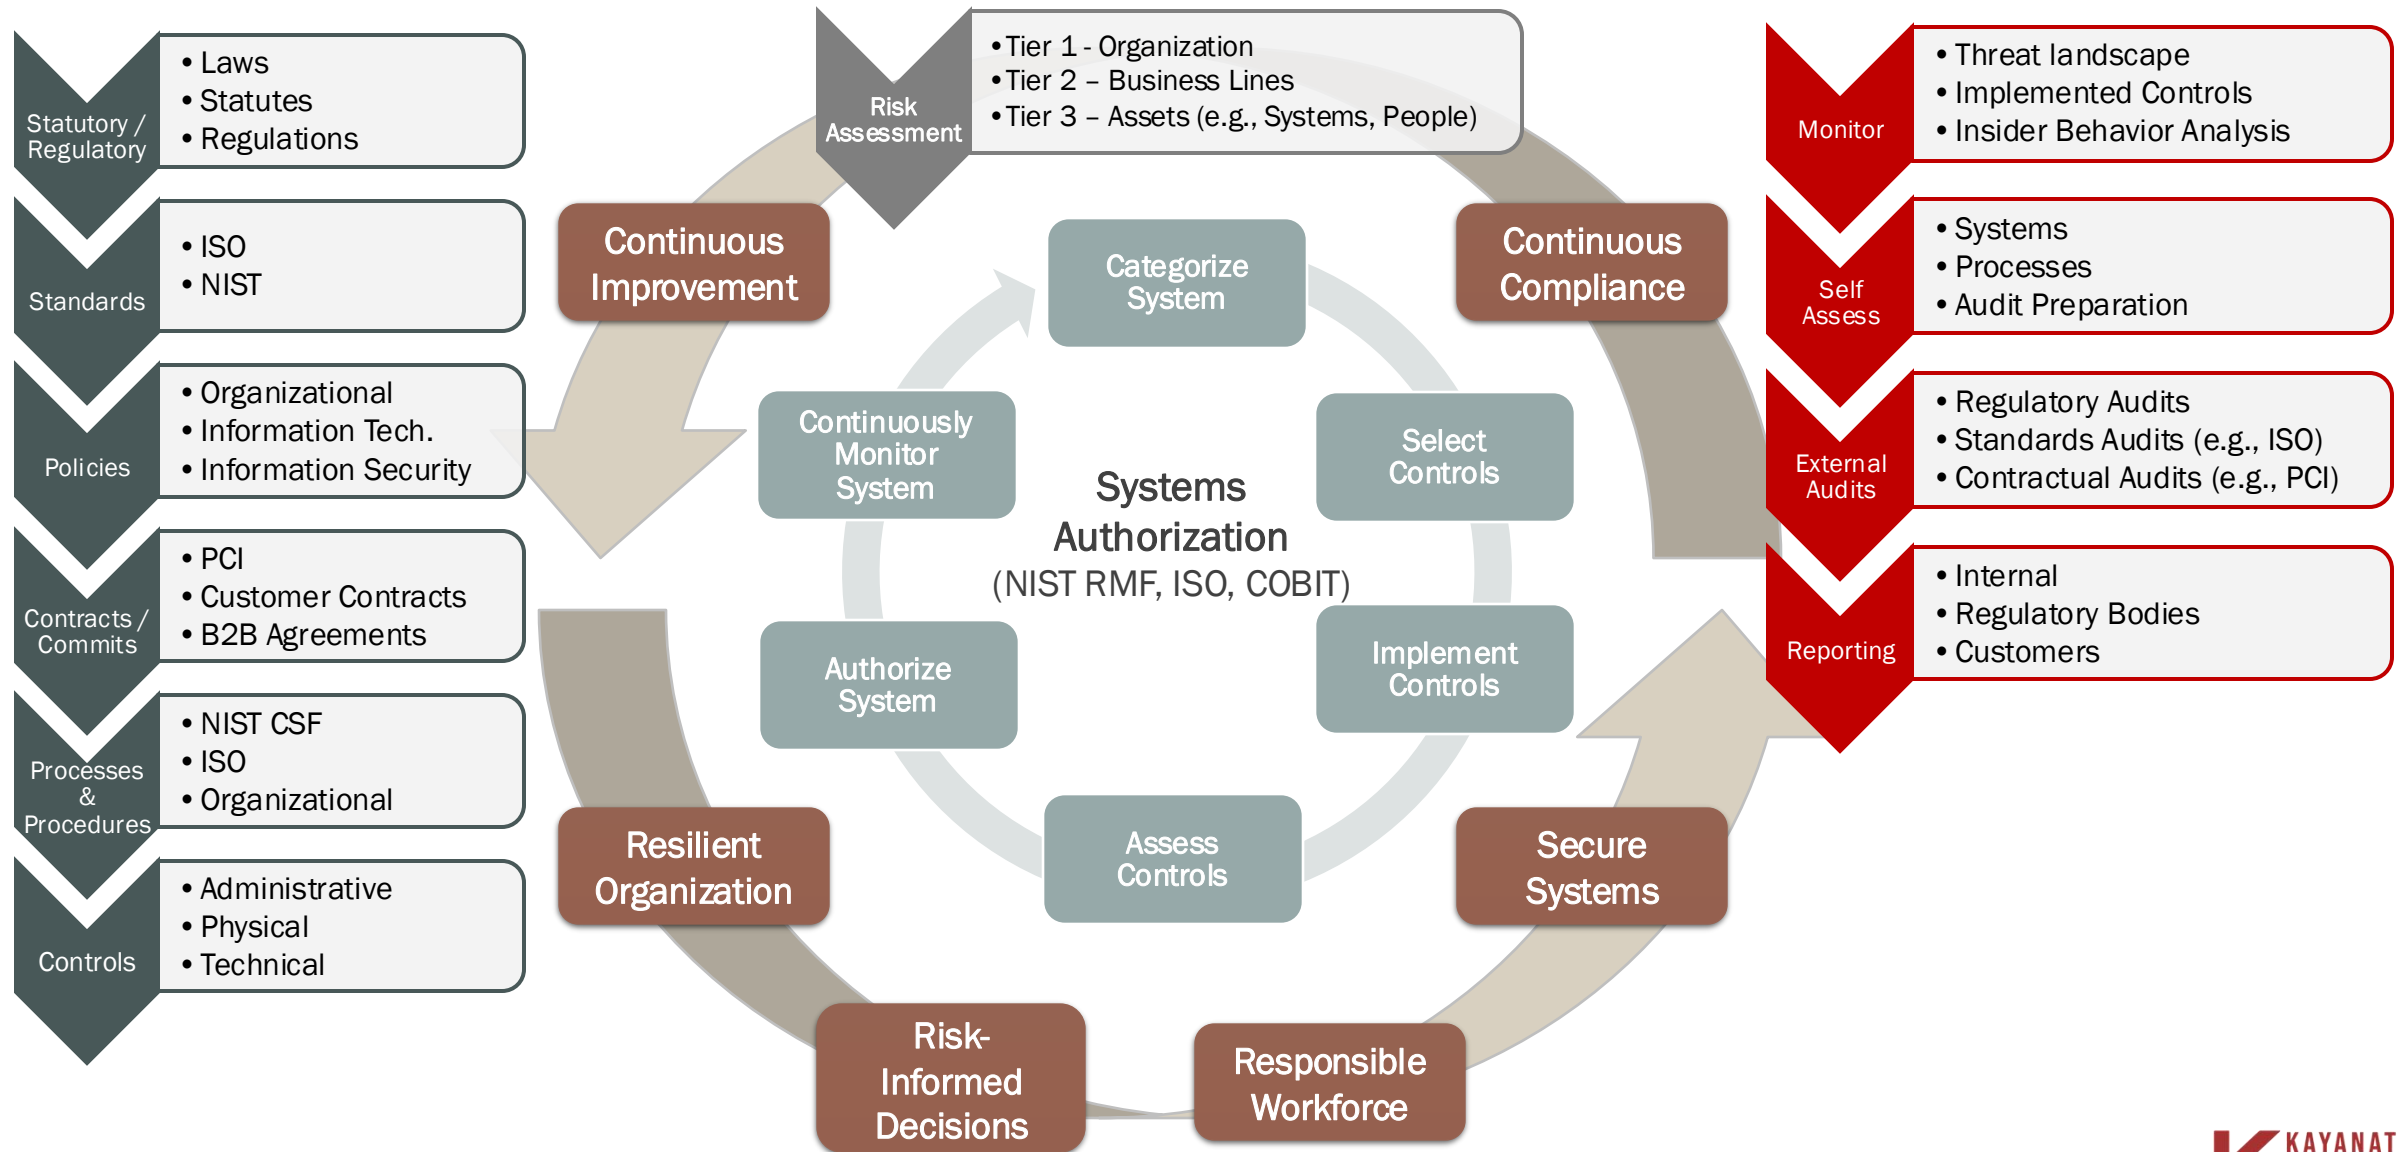 Statutory /
Regulatory
• Laws
• Statutes
• Regulations
Standards
• ISO
• NIST
Policies
• Organizational
• Information Tech.
• Information Security
Contracts /
Commits
• PCI
• Customer Contracts
• B2B Agreements
Processes
&
Procedures
• NIST CSF
• ISO
• Organizational
Controls
• Administrative
• Physical
• Technical
Risk
Assessment
• Tier 1 - Organization
• Tier 2 – Business Lines
• Tier 3 – Assets (e.g., Systems, People)
Continuous
Improvement
Continuous
Compliance
Categorize
System
Select
Controls
Implement
Controls
Assess
Controls
Authorize
System
Continuously
Monitor
System
Systems
Authorization
(NIST RMF, ISO, COBIT)
Resilient
Organization
Risk-
Informed
Decisions
Responsible
Workforce
Secure
Systems
Monitor
• Threat landscape
• Implemented Controls
• Insider Behavior Analysis
Self
Assess
• Systems
• Processes
• Audit Preparation
External
Audits
• Regulatory Audits
• Standards Audits (e.g., ISO)
• Contractual Audits (e.g., PCI)
Reporting
• Internal
• Regulatory Bodies
• Customers
KAYANAT